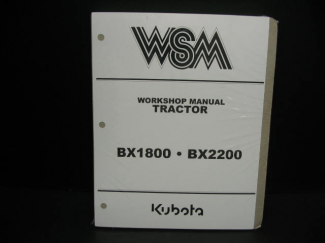 WSM
WORKSHOP MANUAL
TRACTOR
BX1800 • BX2200
Kubota